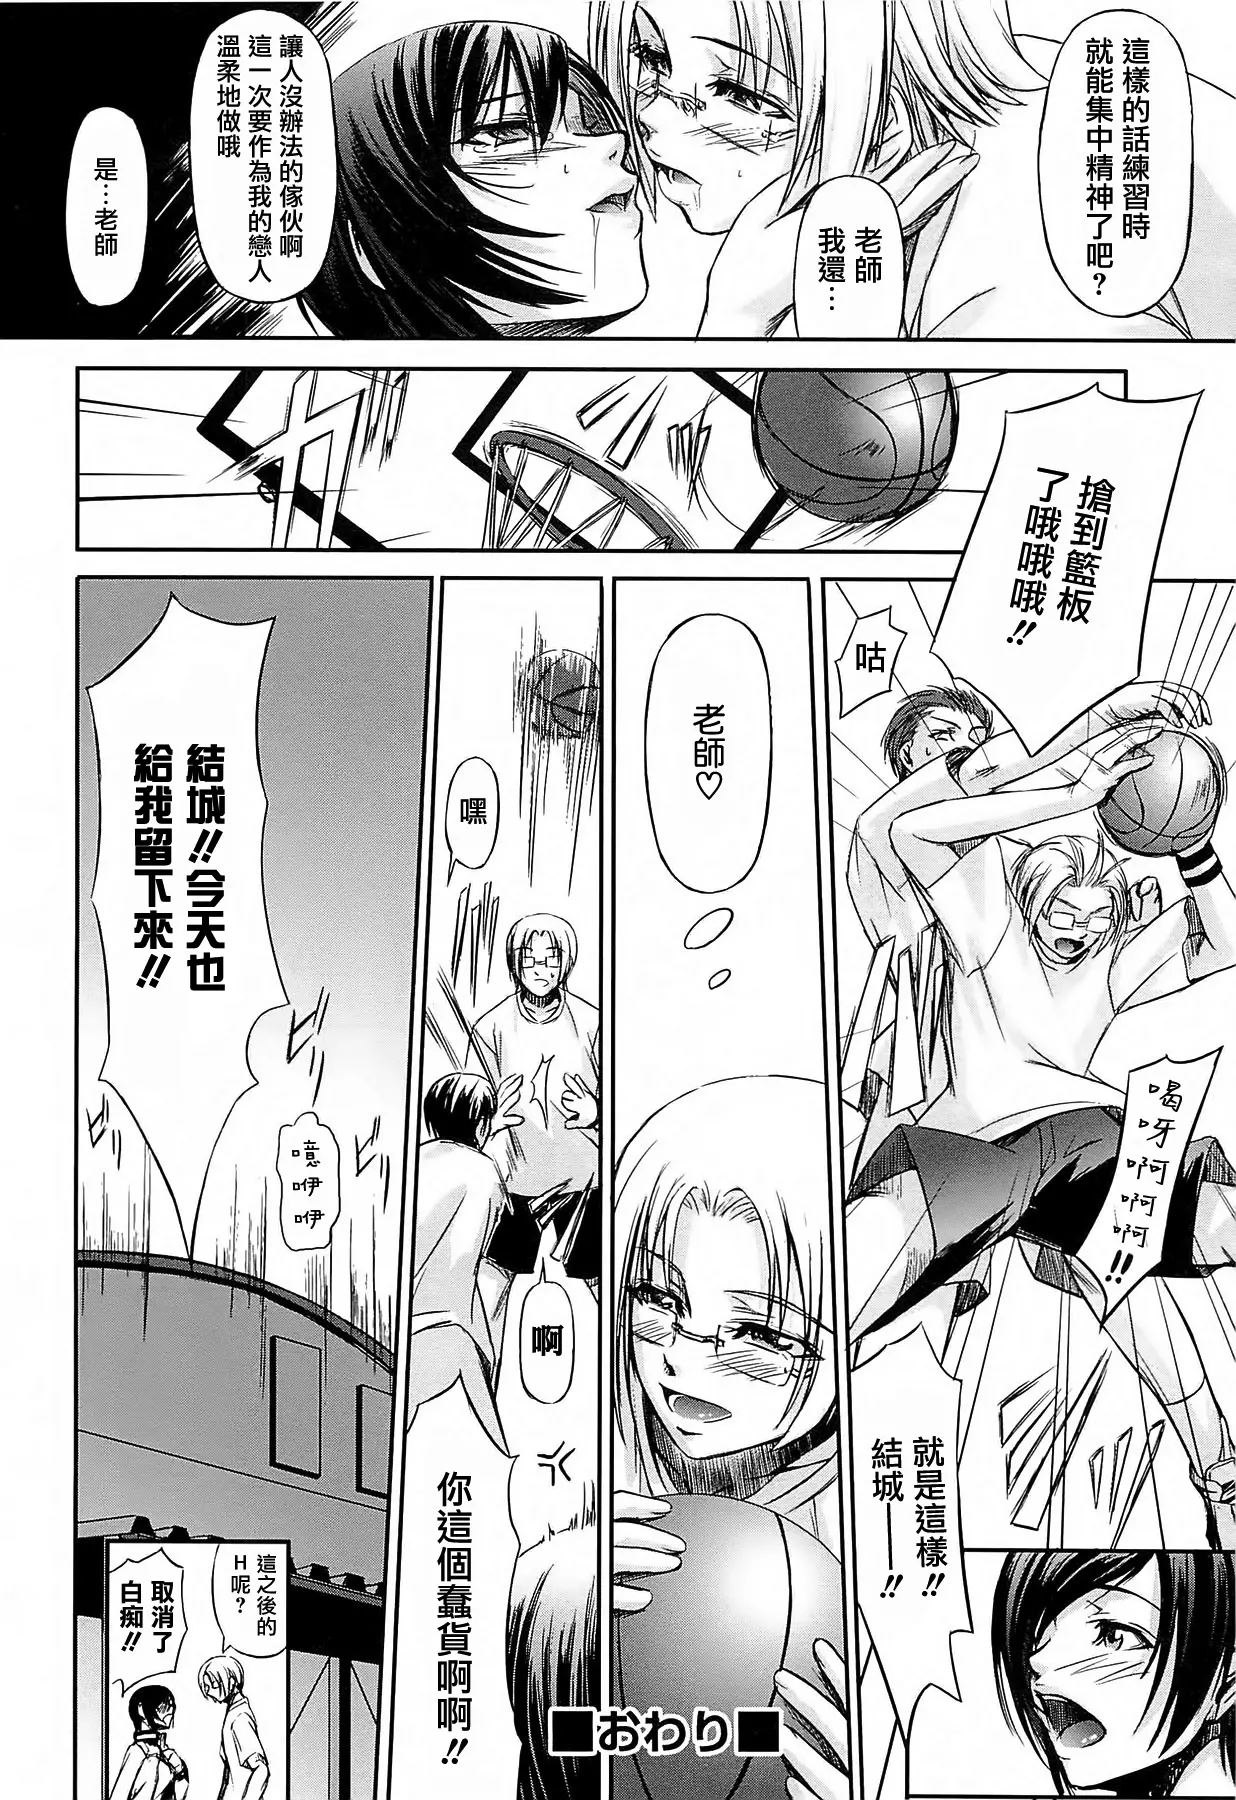 這樣的話練習時
就能集中精神了吧？
老師
我還…
讓人沒辦法的傢伙啊
這一次要作為我的戀人
溫柔地做哦
是…老師
搶到籃板
了哦哦哦!!
咕
喝呀啊啊啊!!
就是這樣!!
結城——!!
老師♡
嘿
啊
你這個蠢貨啊啊!!
結城!!今天也
給我留下來!!
噫咿咿
這之後的
H呢？
取消了
白痴!!
■おわり■